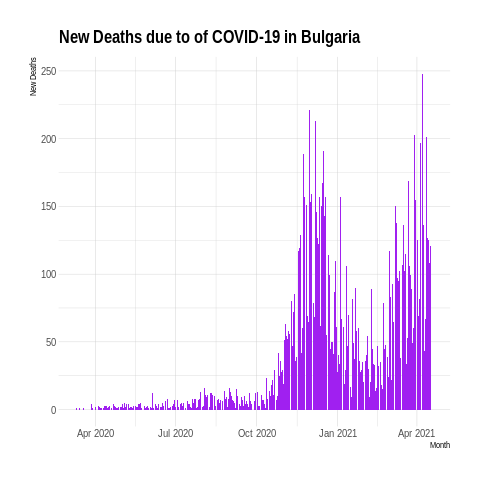 New Deaths due to of COVID-19 in Bulgaria
New Deaths
250
200
150
100
50
0
Apr 2020 Jul 2020 Oct 2020 Jan 2021 Apr 2021
Month